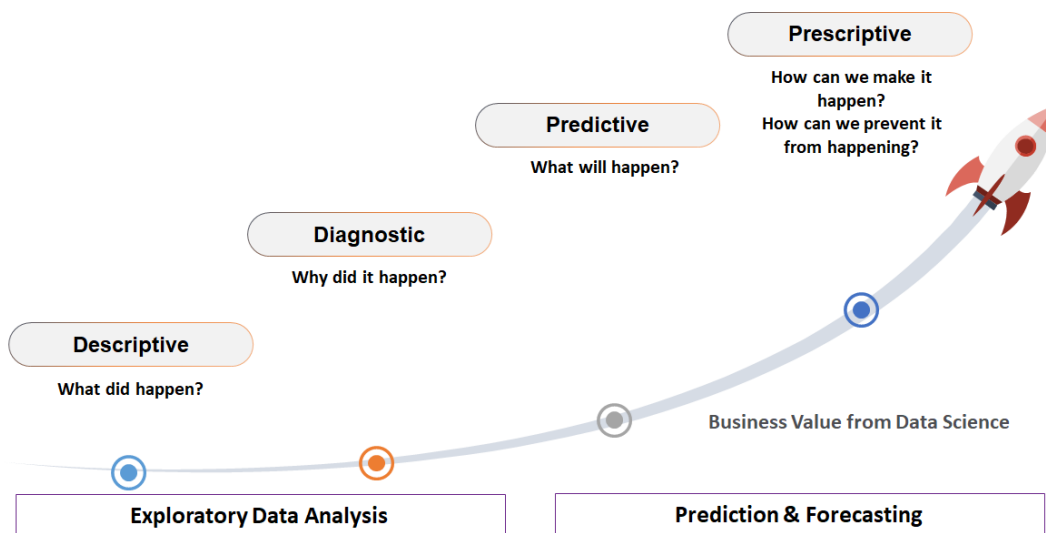 Prescriptive
How can we make it
happen?
How can we prevent it
from happening?
Predictive
What will happen?
Diagnostic
Why did it happen?
Descriptive
What did happen?
Business Value from Data Science
Exploratory Data Analysis
Prediction & Forecasting